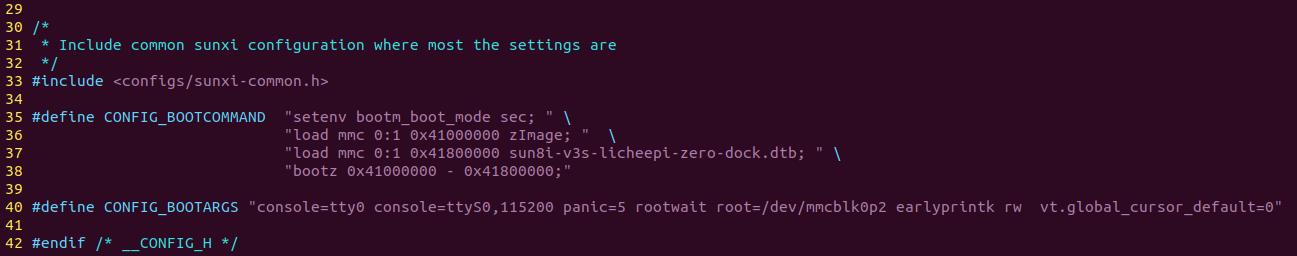 29
30 /*
31  * Include common sunxi configuration where most the settings are
32  */
33 #include <configs/sunxi-common.h>
34
35 #define CONFIG_BOOTCOMMAND  "setenv bootm_boot_mode sec; " \
36                             "load mmc 0:1 0x41000000 zImage; "  \
37                             "load mmc 0:1 0x41800000 sun8i-v3s-licheepi-zero-dock.dtb; " \
38                             "bootz 0x41000000 - 0x41800000;"
39
40 #define CONFIG_BOOTARGS "console=tty0 console=ttyS0,115200 panic=5 rootwait root=/dev/mmcblk0p2 earlyprintk rw  vt.global_cursor_default=0"
41
42 #endif /* __CONFIG_H */